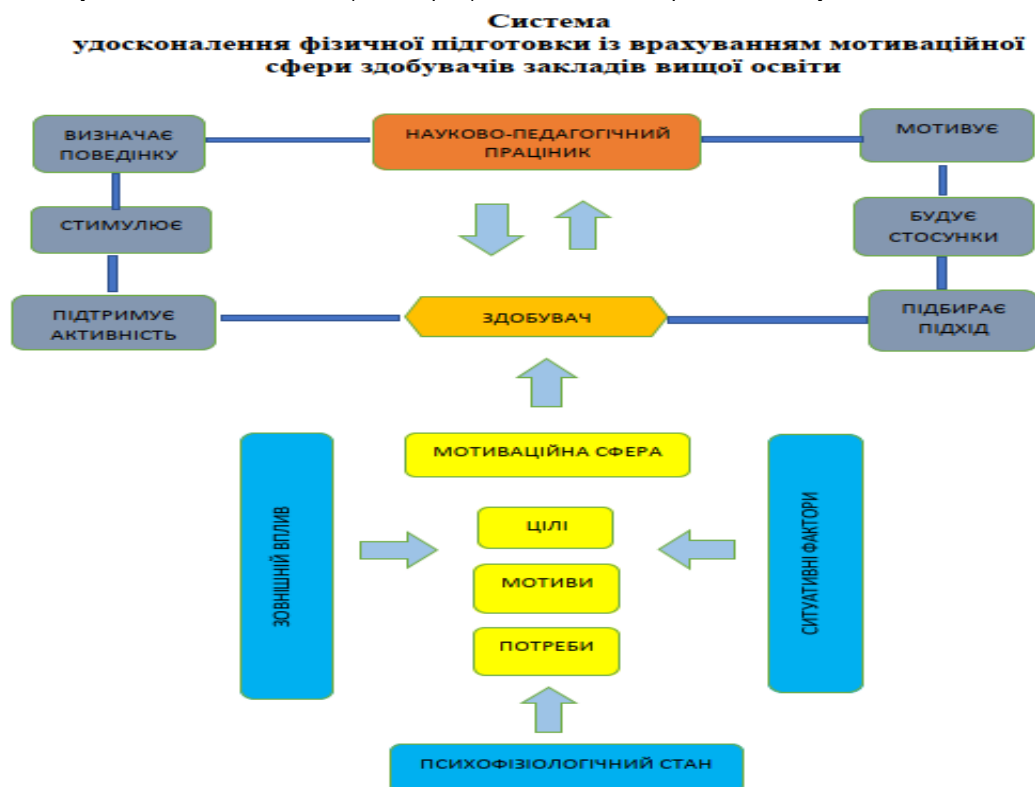 Система
удосконалення фізичної підготовки із врахуванням мотиваційної
сфери здобувачів закладів вищої освіти
ВИЗНАЧАЄ
ПОВЕДІНКУ
НАУКОВО-ПЕДАГОГІЧНИЙ
ПРАЦІНИК
МОТИВУЄ
СТИМУЛЮЄ
БУДУЄ
СТОСУНКИ
ПІДТРИМУЄ
АКТИВНІСТЬ
ЗДОБУВАЧ
ПІДБИРАЄ
ПІДХІД
МОТИВАЦІЙНА СФЕРА
ЗОВНІШНІЙ ВПЛИВ
ЦІЛІ
МОТИВИ
ПОТРЕБИ
СИТУАТИВНІ ФАКТОРИ
ПСИХОФІЗІОЛОГІЧНИЙ СТАН